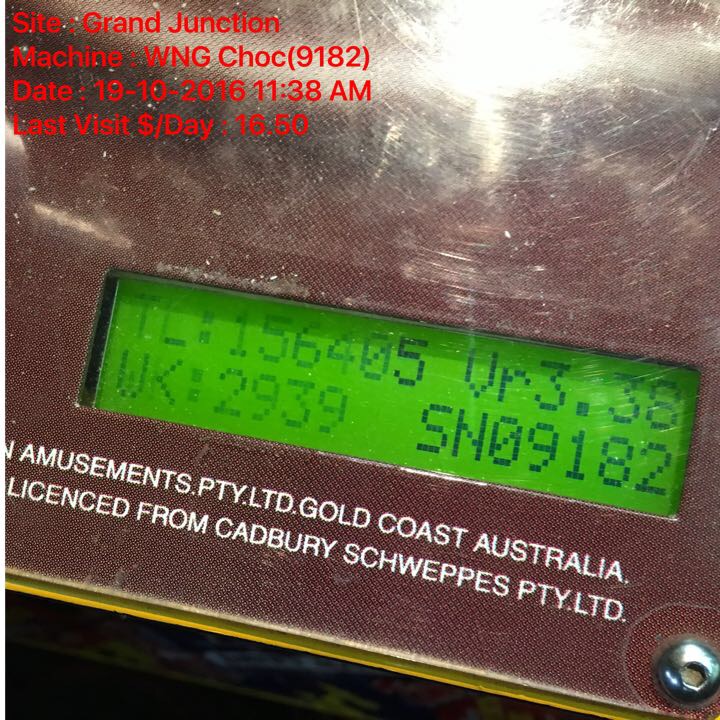 Site : Grand Junction
Machine : WNG Choc(9182)
Date : 19-10-2016 11:38 AM
Last Visit $/Day : 16.50
TL:156405 Vr3.38
WK:2939 SN09182
N AMUSEMENTS.PTY.LTD.GOLD COAST AUSTRALIA.
LICENCED FROM CADBURY SCHWEPPES PTY.LTD.